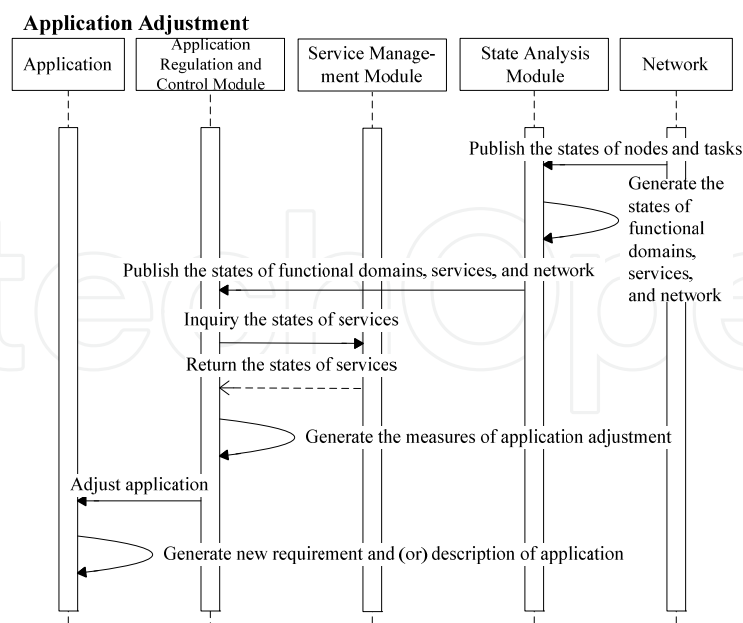 Application Adjustment
Application
Application
Regulation and
Control Module
Service Manage-
ment Module
State Analysis
Module
Network
Publish the states of nodes and tasks
Generate the
states of
functional
domains,
services,
and network
Publish the states of functional domains, services, and network
Inquiry the states of services
Return the states of services
Generate the measures of application adjustment
Adjust application
Generate new requirement and (or) description of application